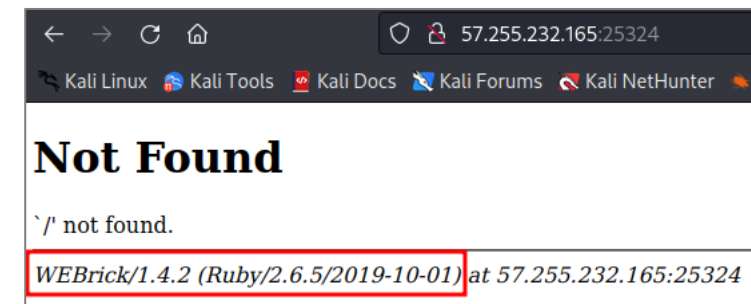 57.255.232.165:25324
Kali Linux Kali Tools Kali Docs Kali Forums Kali NetHunter
Not Found
`/' not found.
WEBrick/1.4.2 (Ruby/2.6.5/2019-10-01) at 57.255.232.165:25324